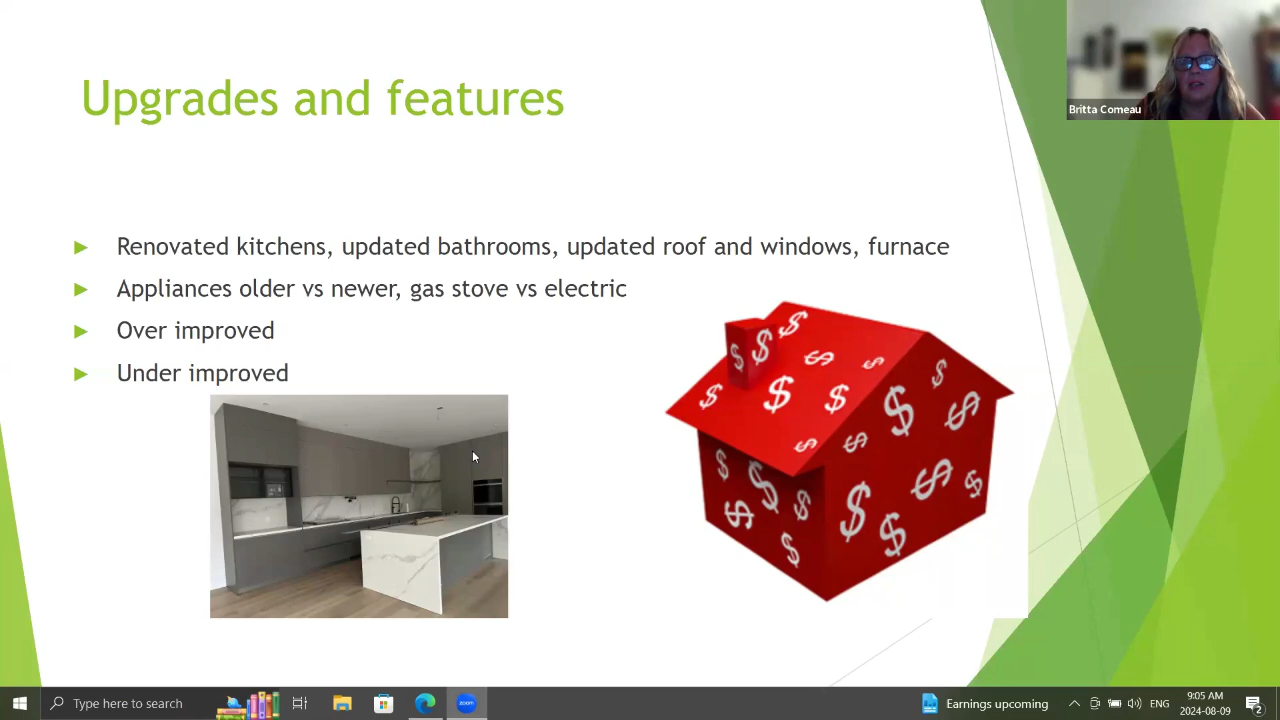 Upgrades and features
Britta Comeau
Renovated kitchens, updated bathrooms, updated roof and windows, furnace
Appliances older vs newer, gas stove vs electric
Over improved
Under improved
Type here to search
zoom
Earnings upcoming
ENG
9:05 AM
2024-08-09
2